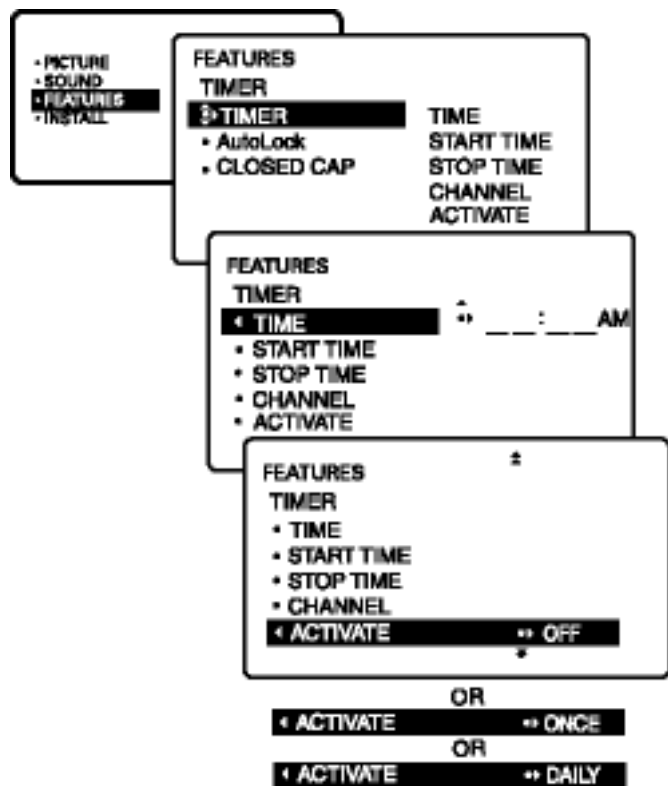 • PICTURE
• SOUND
• FEATURES
• INSTALL
FEATURES
TIMER
TIMER
• AutoLock
• CLOSED CAP
TIME
START TIME
STOP TIME
CHANNEL
ACTIVATE
FEATURES
TIMER
TIME __:__AM
• START TIME
• STOP TIME
• CHANNEL
• ACTIVATE
FEATURES
TIMER
• TIME
• START TIME
• STOP TIME
• CHANNEL
ACTIVATE OFF
OR
ACTIVATE ONCE
OR
ACTIVATE DAILY